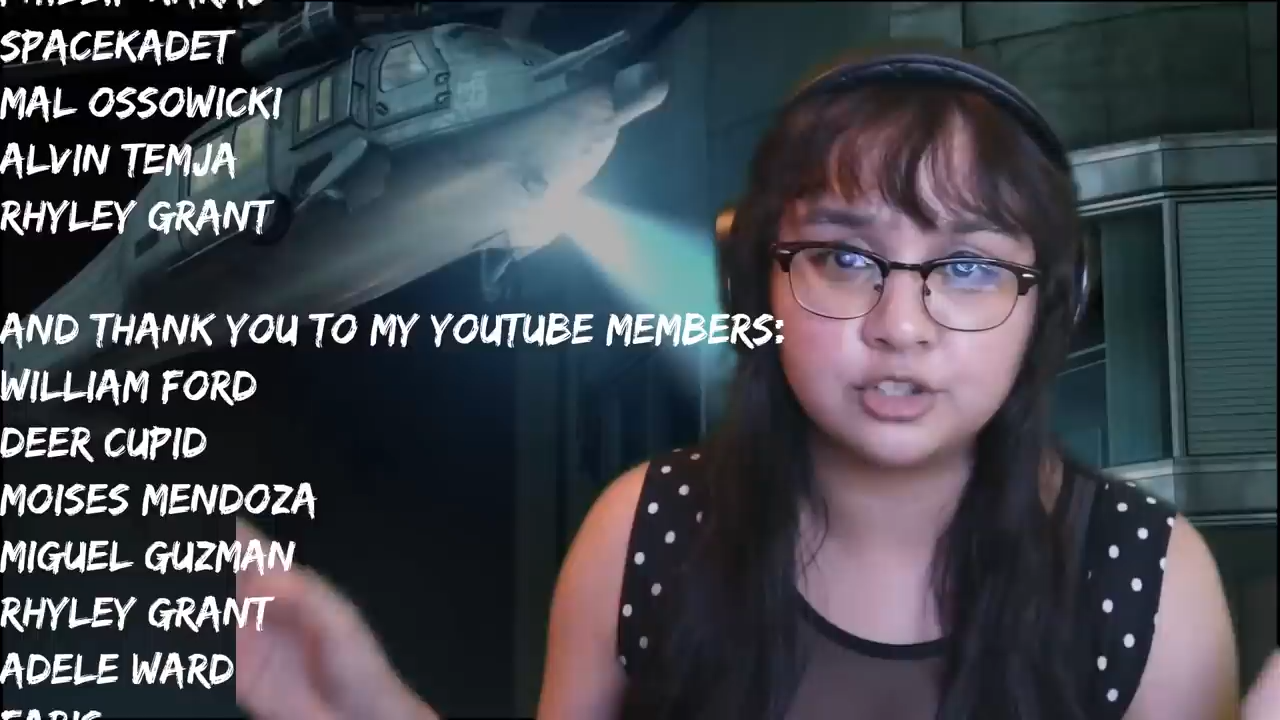 SPACEKADET
MAL OSSOWICKI
ALVIN TEMJA
RHYLEY GRANT
AND THANK YOU TO MY YOUTUBE MEMBERS:
WILLIAM FORD
DEER CUPID
MOISES MENDOZA
MIGUEL GUZMAN
RHYLEY GRANT
ADELE WARD